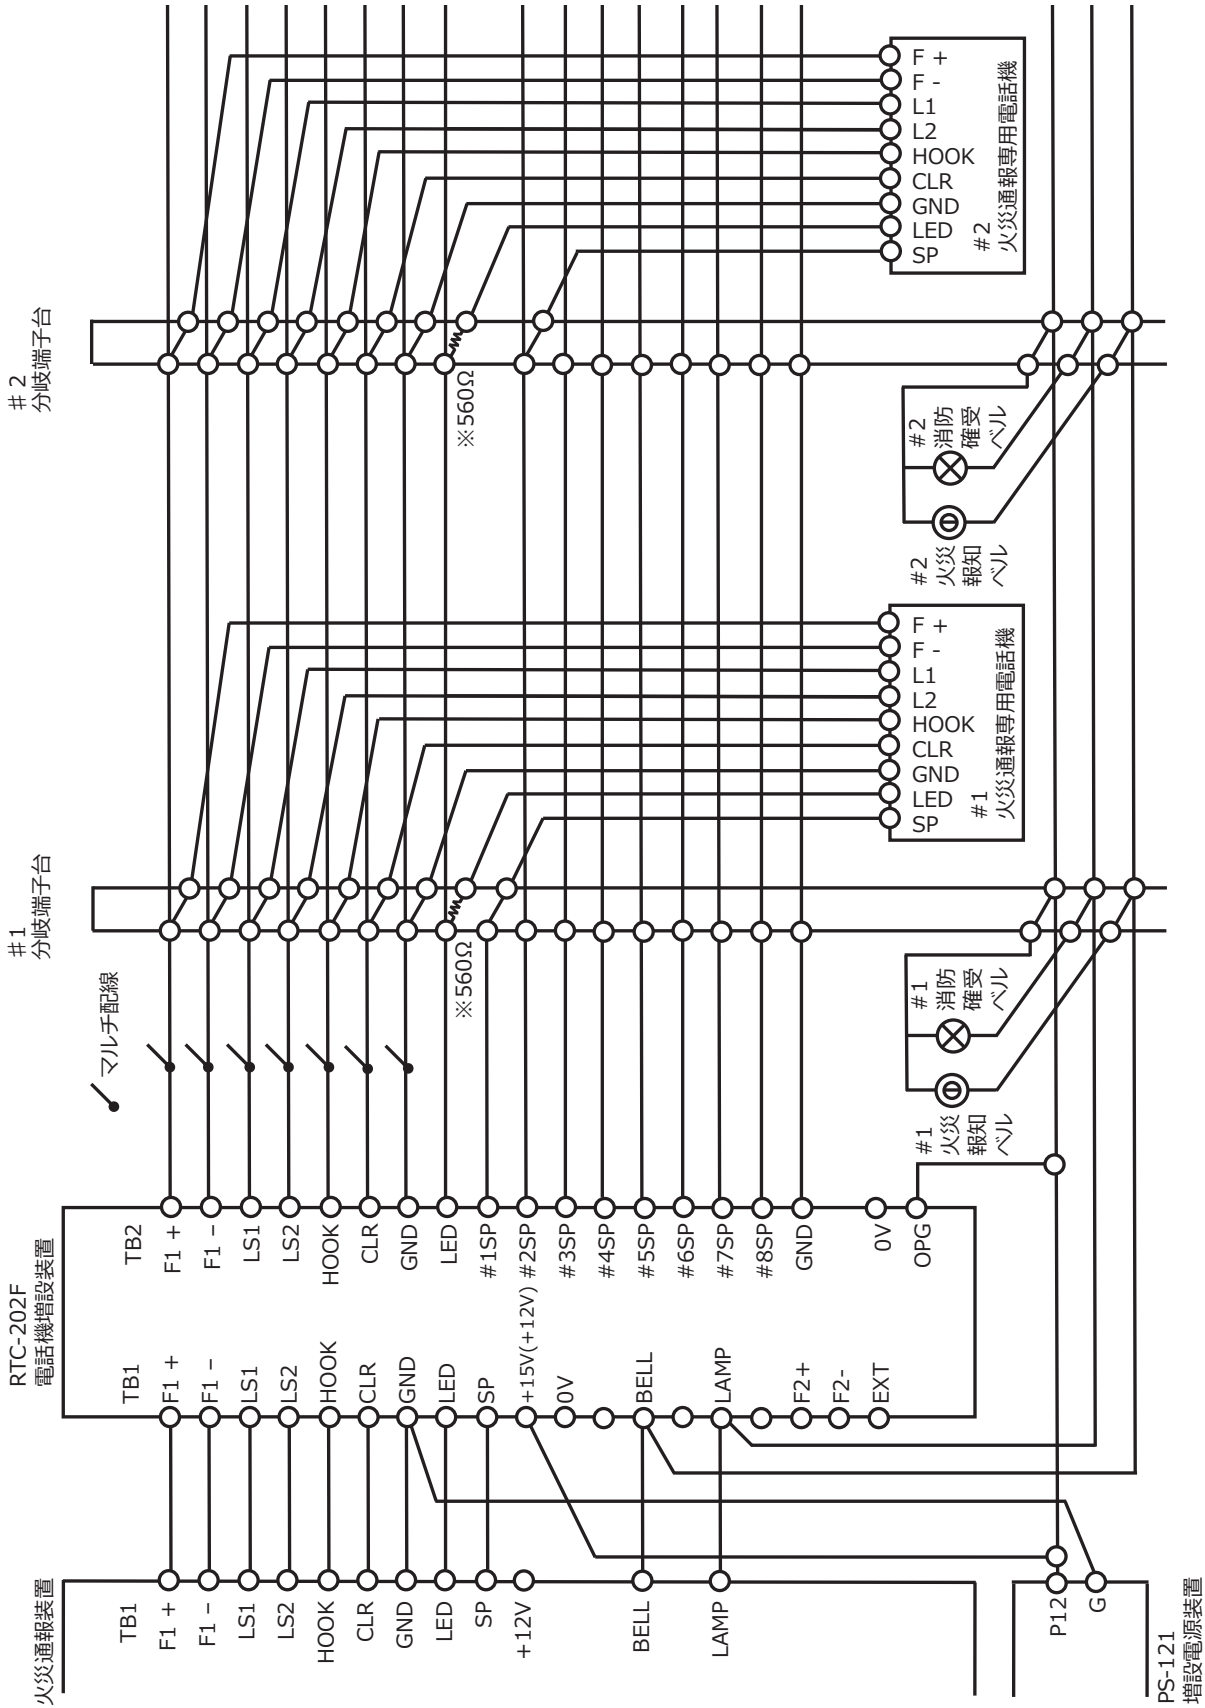 火災通報装置
TB1
F1 +
F1 −
LS1
LS2
HOOK
CLR
GND
LED
SP
+12V
BELL
LAMP
PS-121
増設電源装置
P12
G
RTC-202F
電話機増設装置
TB1
F1 +
F1 −
LS1
LS2
HOOK
CLR
GND
LED
SP
+15V(+12V)
0V
BELL
LAMP
F2+
F2-
EXT
TB2
F1 +
F1 −
LS1
LS2
HOOK
CLR
GND
LED
#1SP
#2SP
#3SP
#4SP
#5SP
#6SP
#7SP
#8SP
GND
0V
OPG
マルチ配線
#1
分岐端子台
※560Ω
#1
火災
報知
ベル
#1
消防
確受
ベル
F +
F -
L1
L2
HOOK
CLR
GND
LED
SP
#1
火災通報専用電話機
#2
分岐端子台
※560Ω
#2
火災
報知
ベル
#2
消防
確受
ベル
F +
F -
L1
L2
HOOK
CLR
GND
LED
SP
#2
火災通報専用電話機